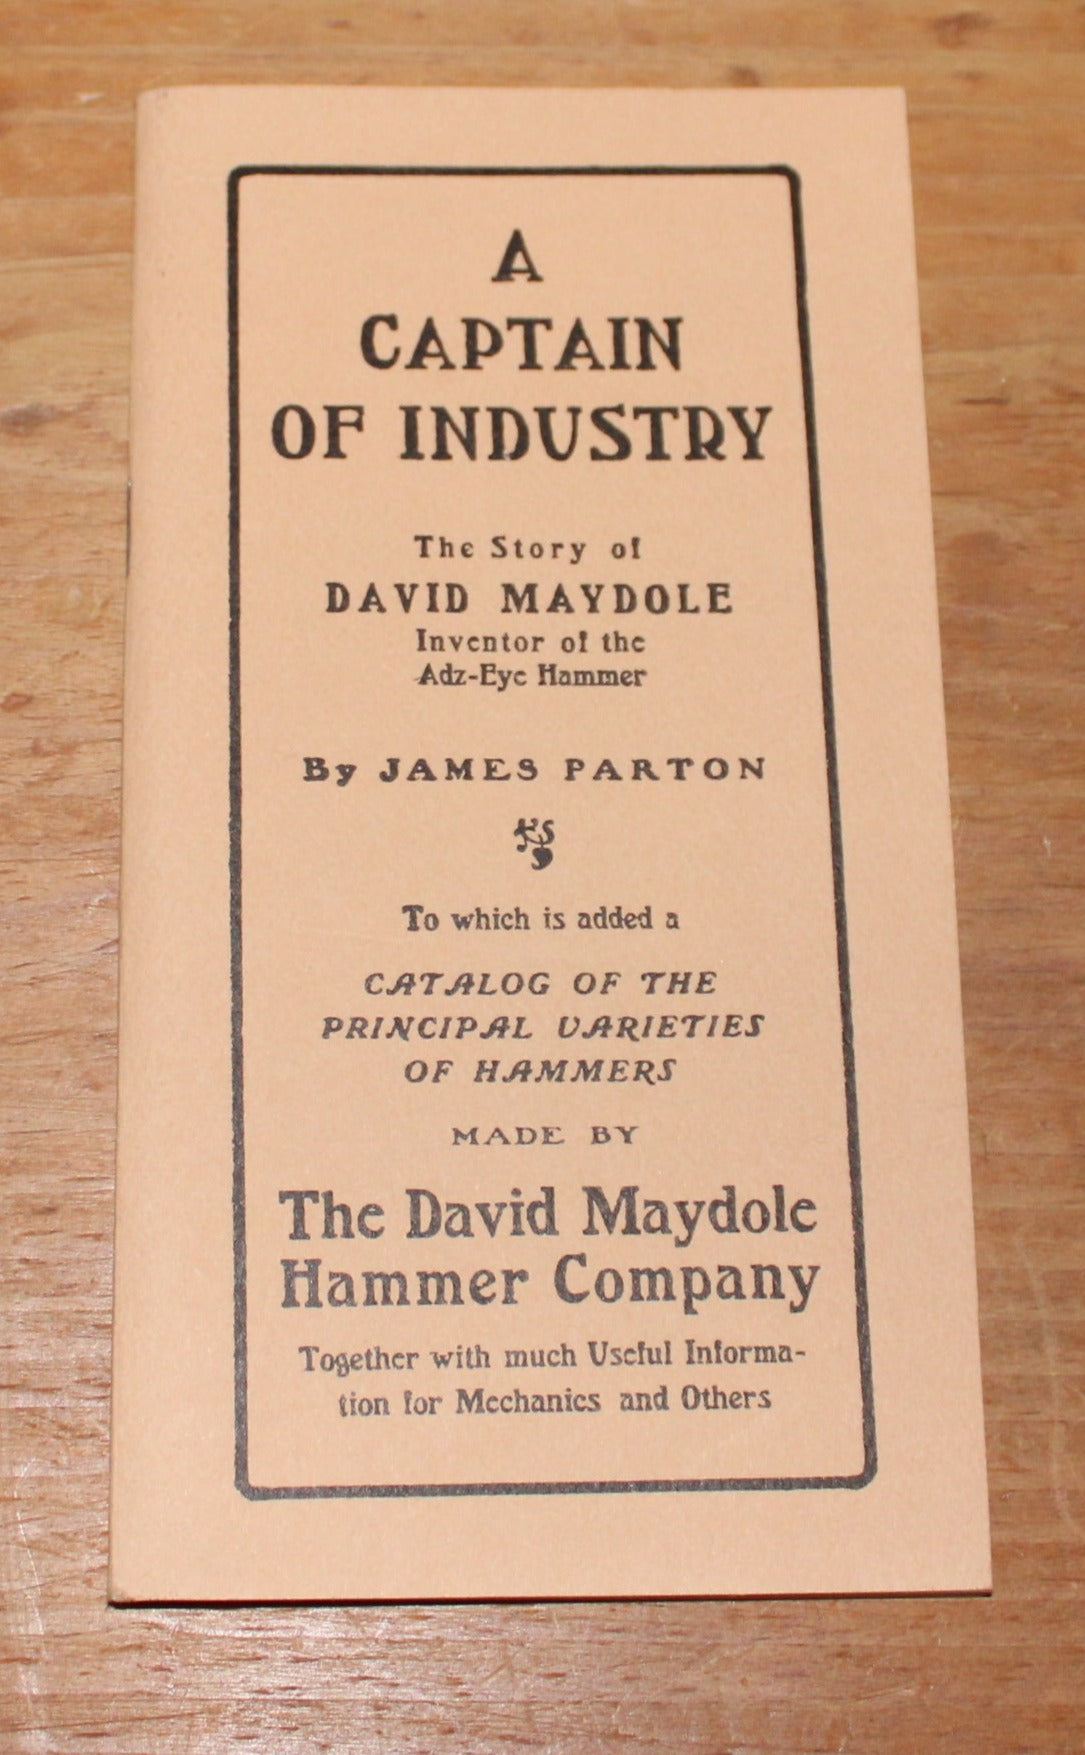 A
CAPTAIN
OF INDUSTRY
The Story of
DAVID MAYDOLE
Inventor of the
Adz-Eye Hammer
By JAMES PARTON
To which is added a
CATALOG OF THE
PRINCIPAL VARIETIES
OF HAMMERS
MADE BY
The David Maydole
Hammer Company
Together with much Useful Informa-
tion for Mechanics and Others